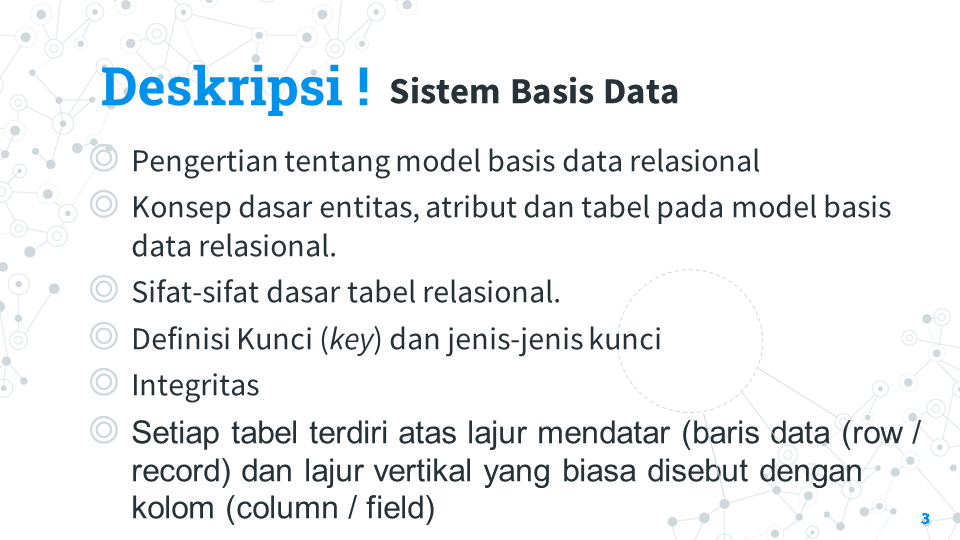 Deskripsi ! Sistem Basis Data
Pengertian tentang model basis data relasional
Konsep dasar entitas, atribut dan tabel pada model basis
data relasional.
Sifat-sifat dasar tabel relasional.
Definisi Kunci (key) dan jenis-jenis kunci
Integritas
Setiap tabel terdiri atas lajur mendatar (baris data (row /
record) dan lajur vertikal yang biasa disebut dengan
kolom (column / field)
3